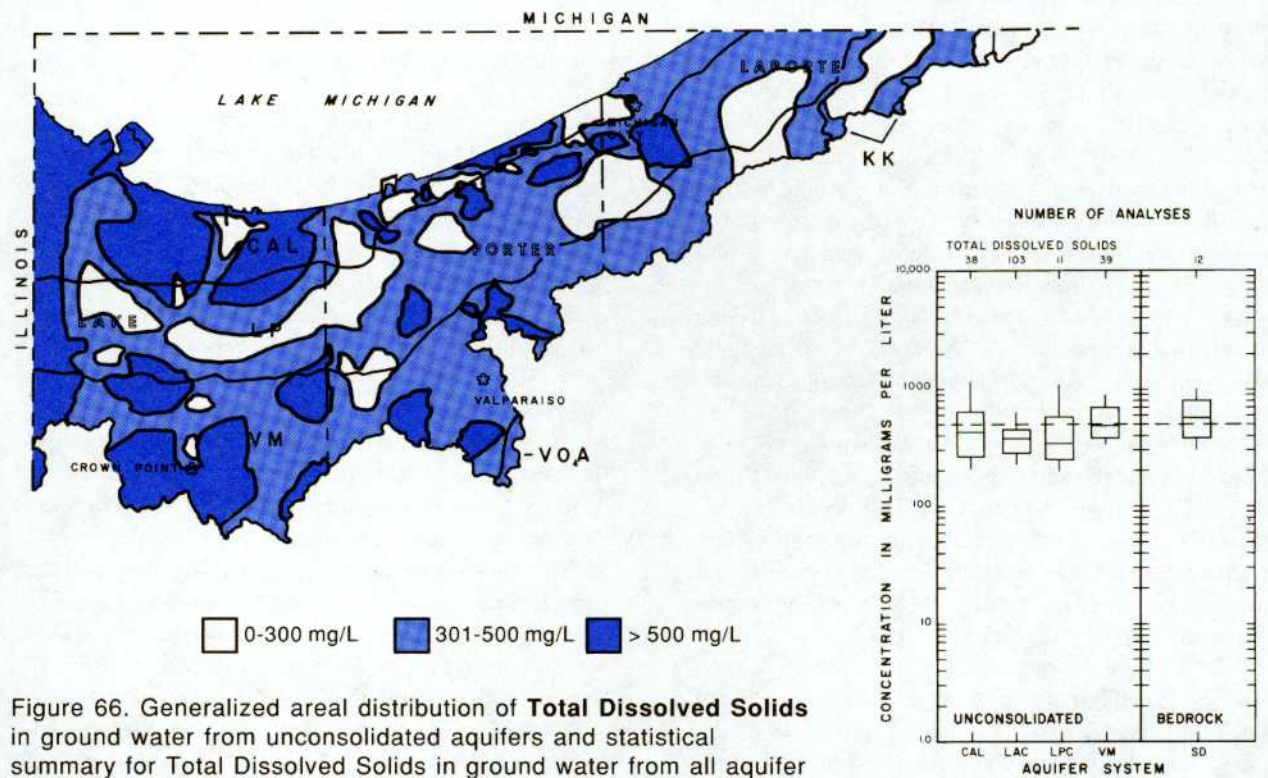 MICHIGAN
LAKE MICHIGAN
LAPORTE
MICHIGAN
KK
ILLINOIS
CAL
PORTER
LAKE
LP
VALPARAISO
VM
CROWN POINT
VO,A
0-300 mg/L
301-500 mg/L
> 500 mg/L
NUMBER OF ANALYSES
TOTAL DISSOLVED SOLIDS
38 103 11 39 12
CONCENTRATION IN MILLIGRAMS PER LITER
10,000
1000
100
10
1.0
UNCONSOLIDATED BEDROCK
CAL LAC LPC VM SD
AQUIFER SYSTEM
Figure 66. Generalized areal distribution of Total Dissolved Solids
in ground water from unconsolidated aquifers and statistical
summary for Total Dissolved Solids in ground water from all aquifer